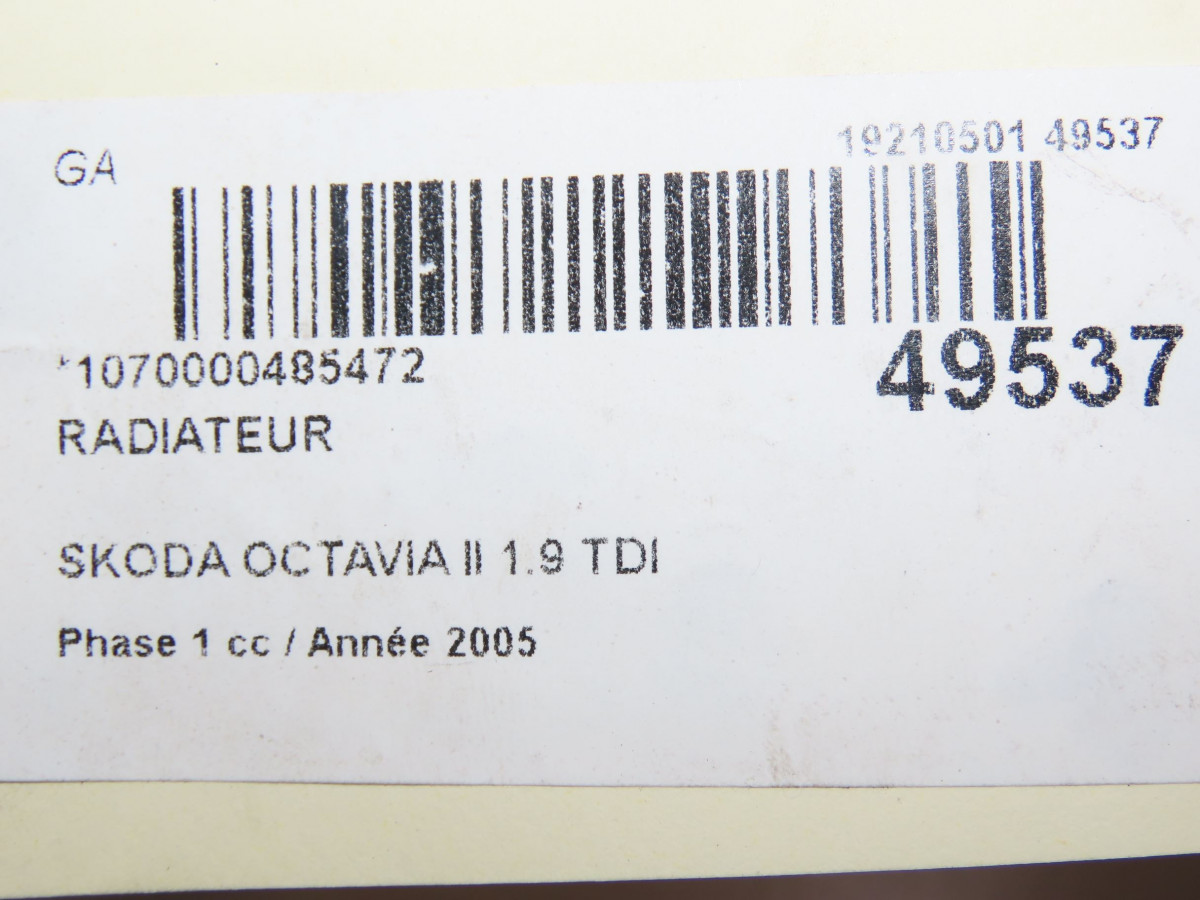 GA
19210501 49537
*1070000485472
49537
RADIATEUR
SKODA OCTAVIA II 1.9 TDI
Phase 1 cc / Année 2005